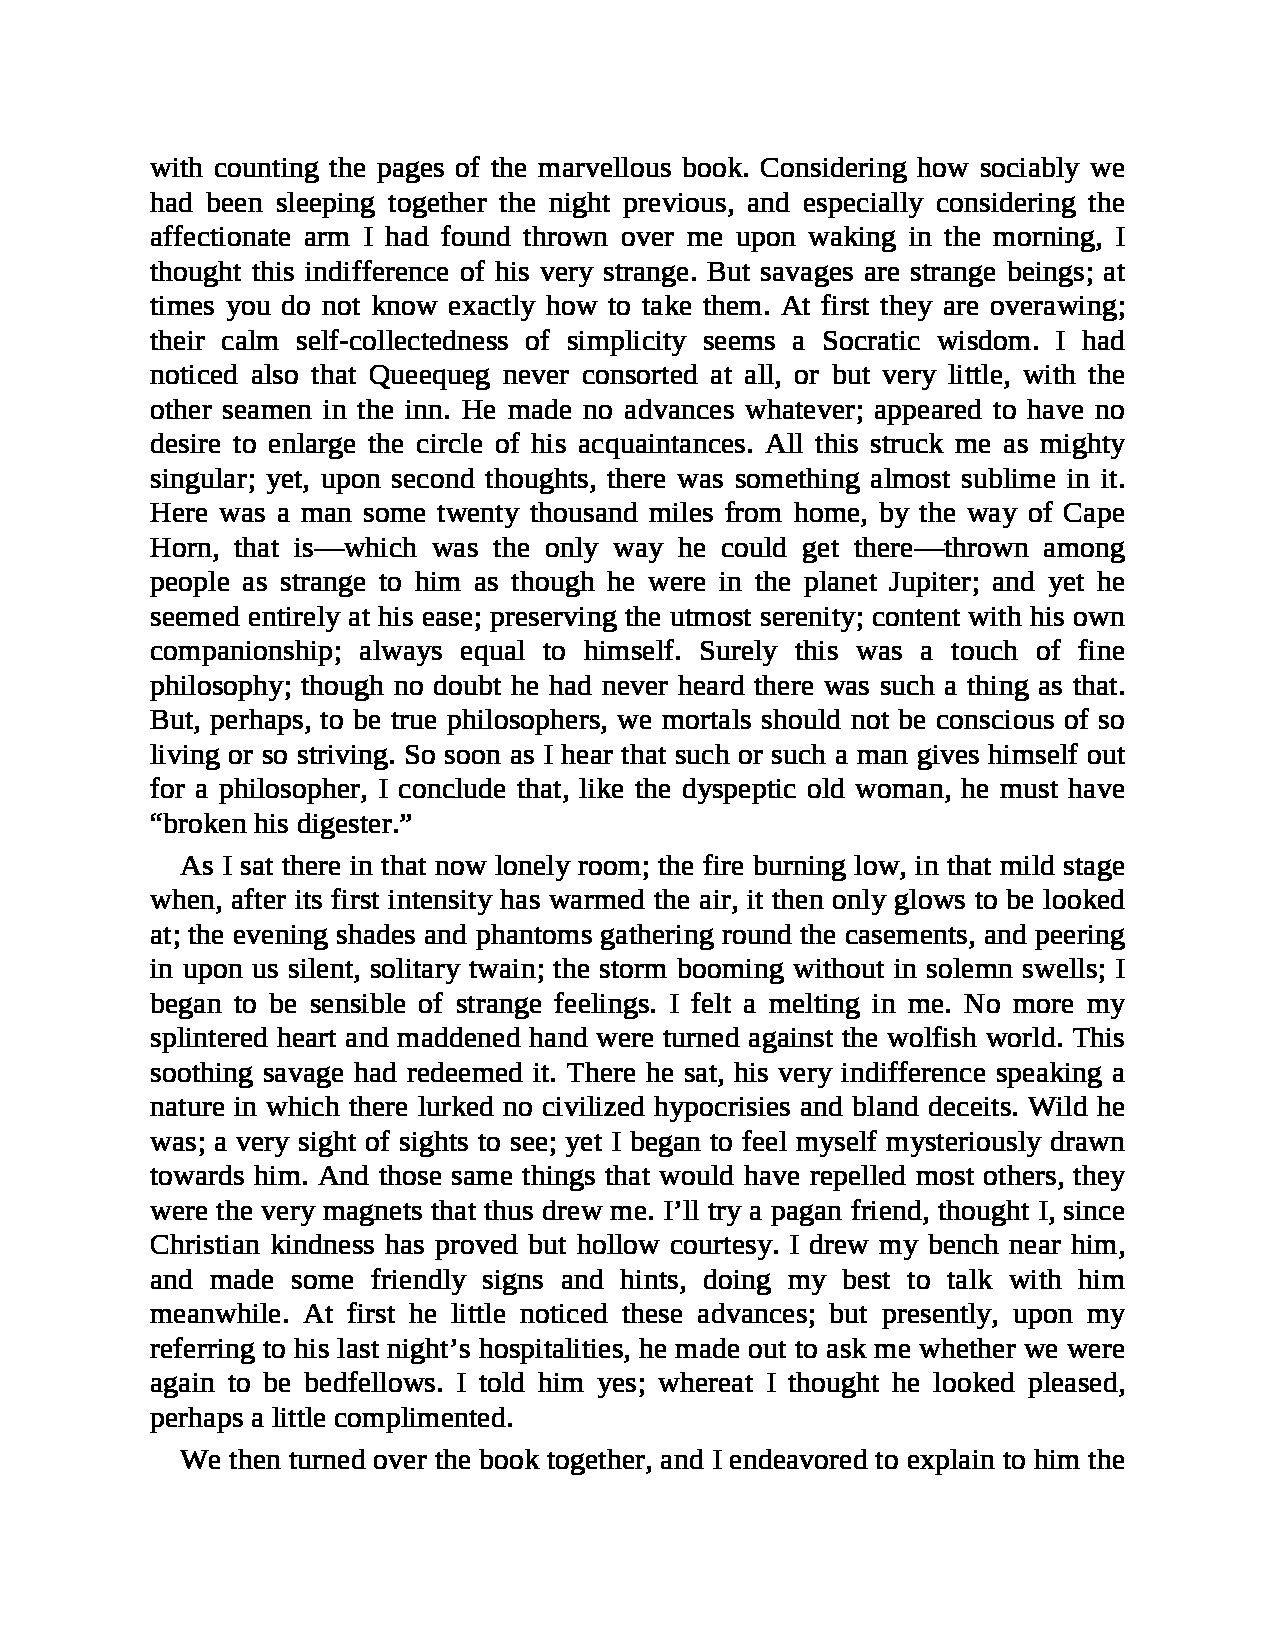 with counting the pages of the marvellous book. Considering how sociably we
had been sleeping together the night previous, and especially considering the
affectionate arm I had found thrown over me upon waking in the morning, I
thought this indifference of his very strange. But savages are strange beings; at
times you do not know exactly how to take them. At first they are overawing;
their calm self-collectedness of simplicity seems a Socratic wisdom. I had
noticed also that Queequeg never consorted at all, or but very little, with the
other seamen in the inn. He made no advances whatever; appeared to have no
desire to enlarge the circle of his acquaintances. All this struck me as mighty
singular; yet, upon second thoughts, there was something almost sublime in it.
Here was a man some twenty thousand miles from home, by the way of Cape
Horn, that is—which was the only way he could get there—thrown among
people as strange to him as though he were in the planet Jupiter; and yet he
seemed entirely at his ease; preserving the utmost serenity; content with his own
companionship; always equal to himself. Surely this was a touch of fine
philosophy; though no doubt he had never heard there was such a thing as that.
But, perhaps, to be true philosophers, we mortals should not be conscious of so
living or so striving. So soon as I hear that such or such a man gives himself out
for a philosopher, I conclude that, like the dyspeptic old woman, he must have
“broken his digester.”
As I sat there in that now lonely room; the fire burning low, in that mild stage
when, after its first intensity has warmed the air, it then only glows to be looked
at; the evening shades and phantoms gathering round the casements, and peering
in upon us silent, solitary twain; the storm booming without in solemn swells; I
began to be sensible of strange feelings. I felt a melting in me. No more my
splintered heart and maddened hand were turned against the wolfish world. This
soothing savage had redeemed it. There he sat, his very indifference speaking a
nature in which there lurked no civilized hypocrisies and bland deceits. Wild he
was; a very sight of sights to see; yet I began to feel myself mysteriously drawn
towards him. And those same things that would have repelled most others, they
were the very magnets that thus drew me. I’ll try a pagan friend, thought I, since
Christian kindness has proved but hollow courtesy. I drew my bench near him,
and made some friendly signs and hints, doing my best to talk with him
meanwhile. At first he little noticed these advances; but presently, upon my
referring to his last night’s hospitalities, he made out to ask me whether we were
again to be bedfellows. I told him yes; whereat I thought he looked pleased,
perhaps a little complimented.
We then turned over the book together, and I endeavored to explain to him the